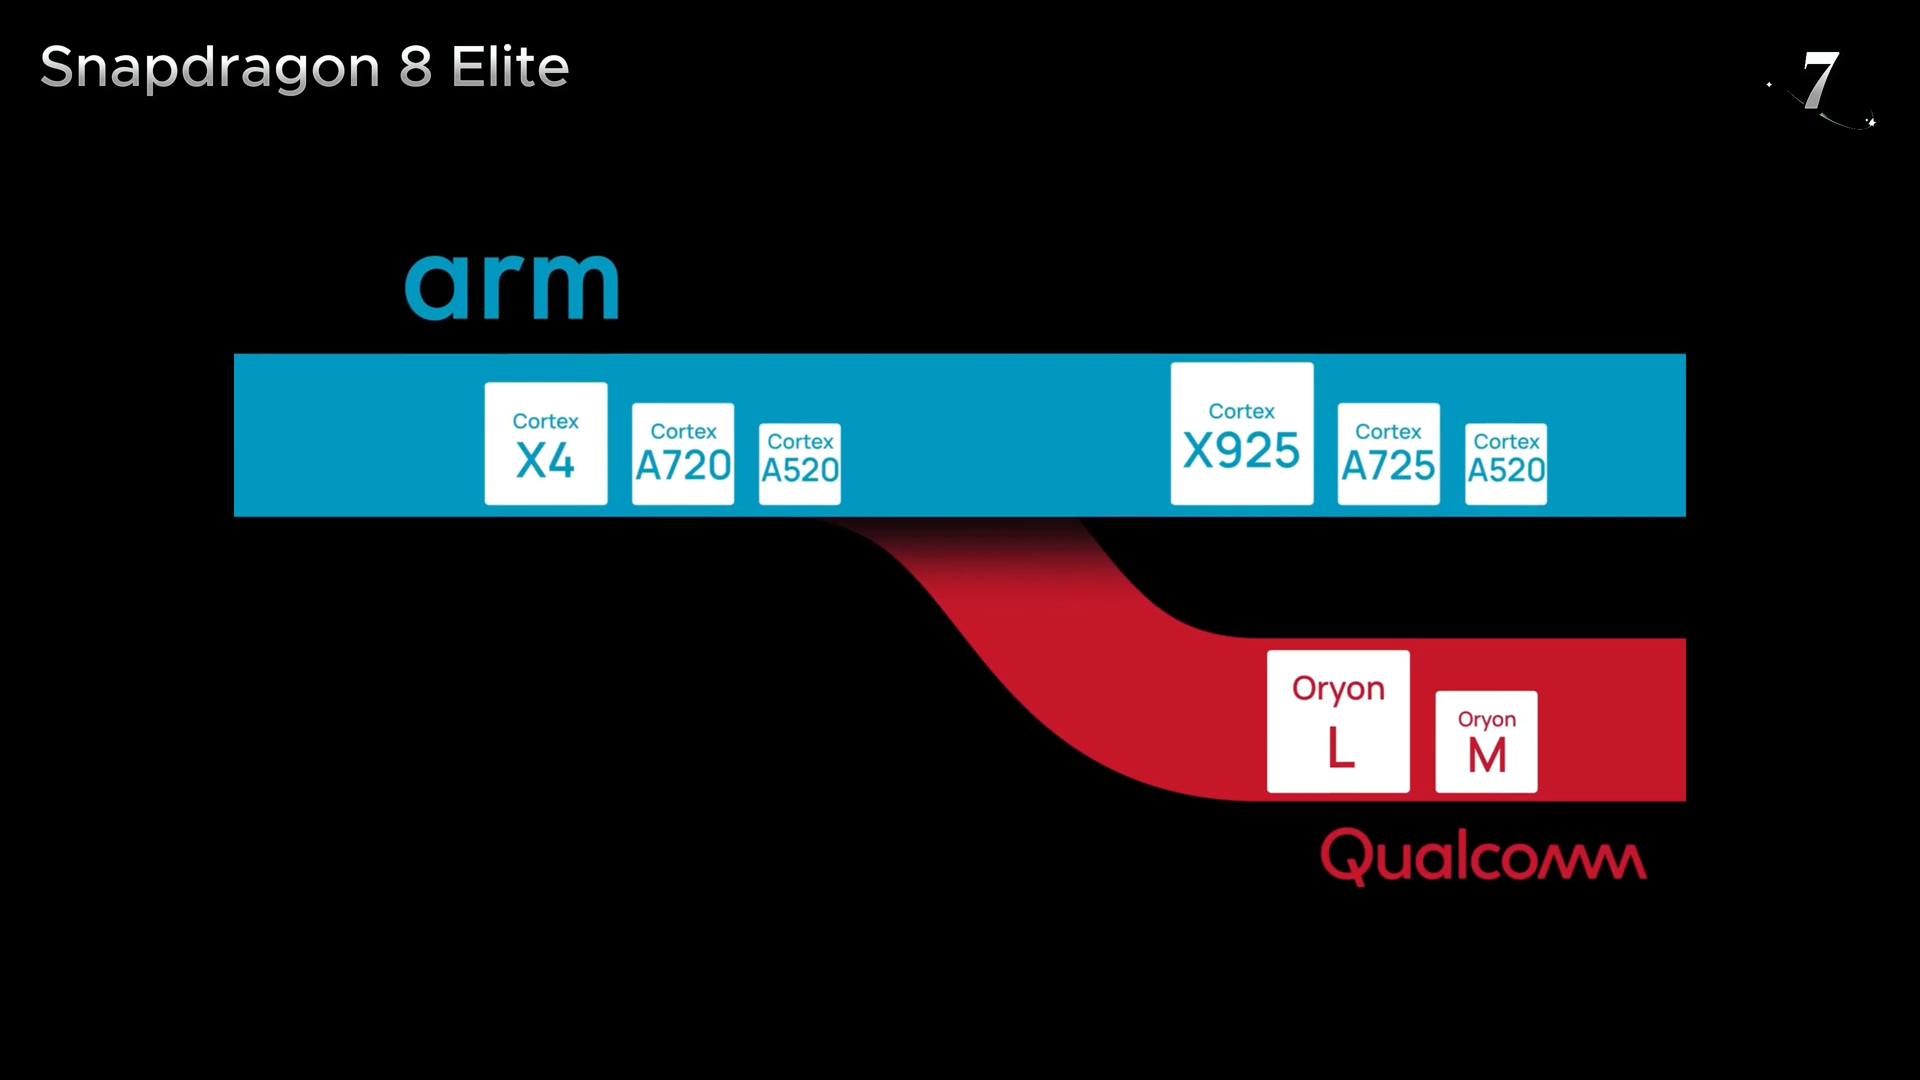 Snapdragon 8 Elite
7
arm
Cortex
X4
Cortex
A720
Cortex
A520
Cortex
X925
Cortex
A725
Cortex
A520
Oryon
L
Oryon
M
Qualcomm